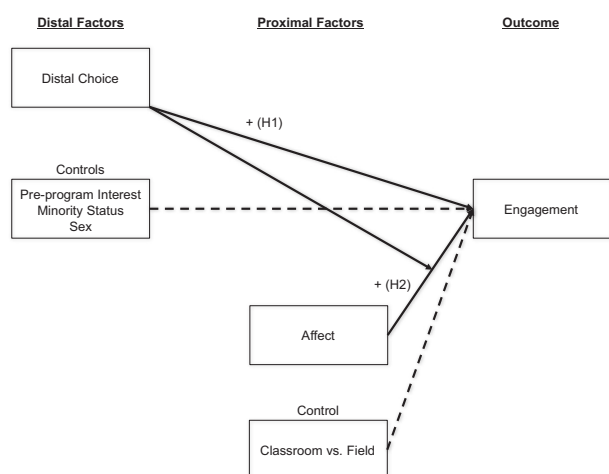 Distal Factors
Proximal Factors
Outcome
Distal Choice
+ (H1)
Controls
Pre-program Interest
Minority Status
Sex
Engagement
+ (H2)
Affect
Control
Classroom vs. Field